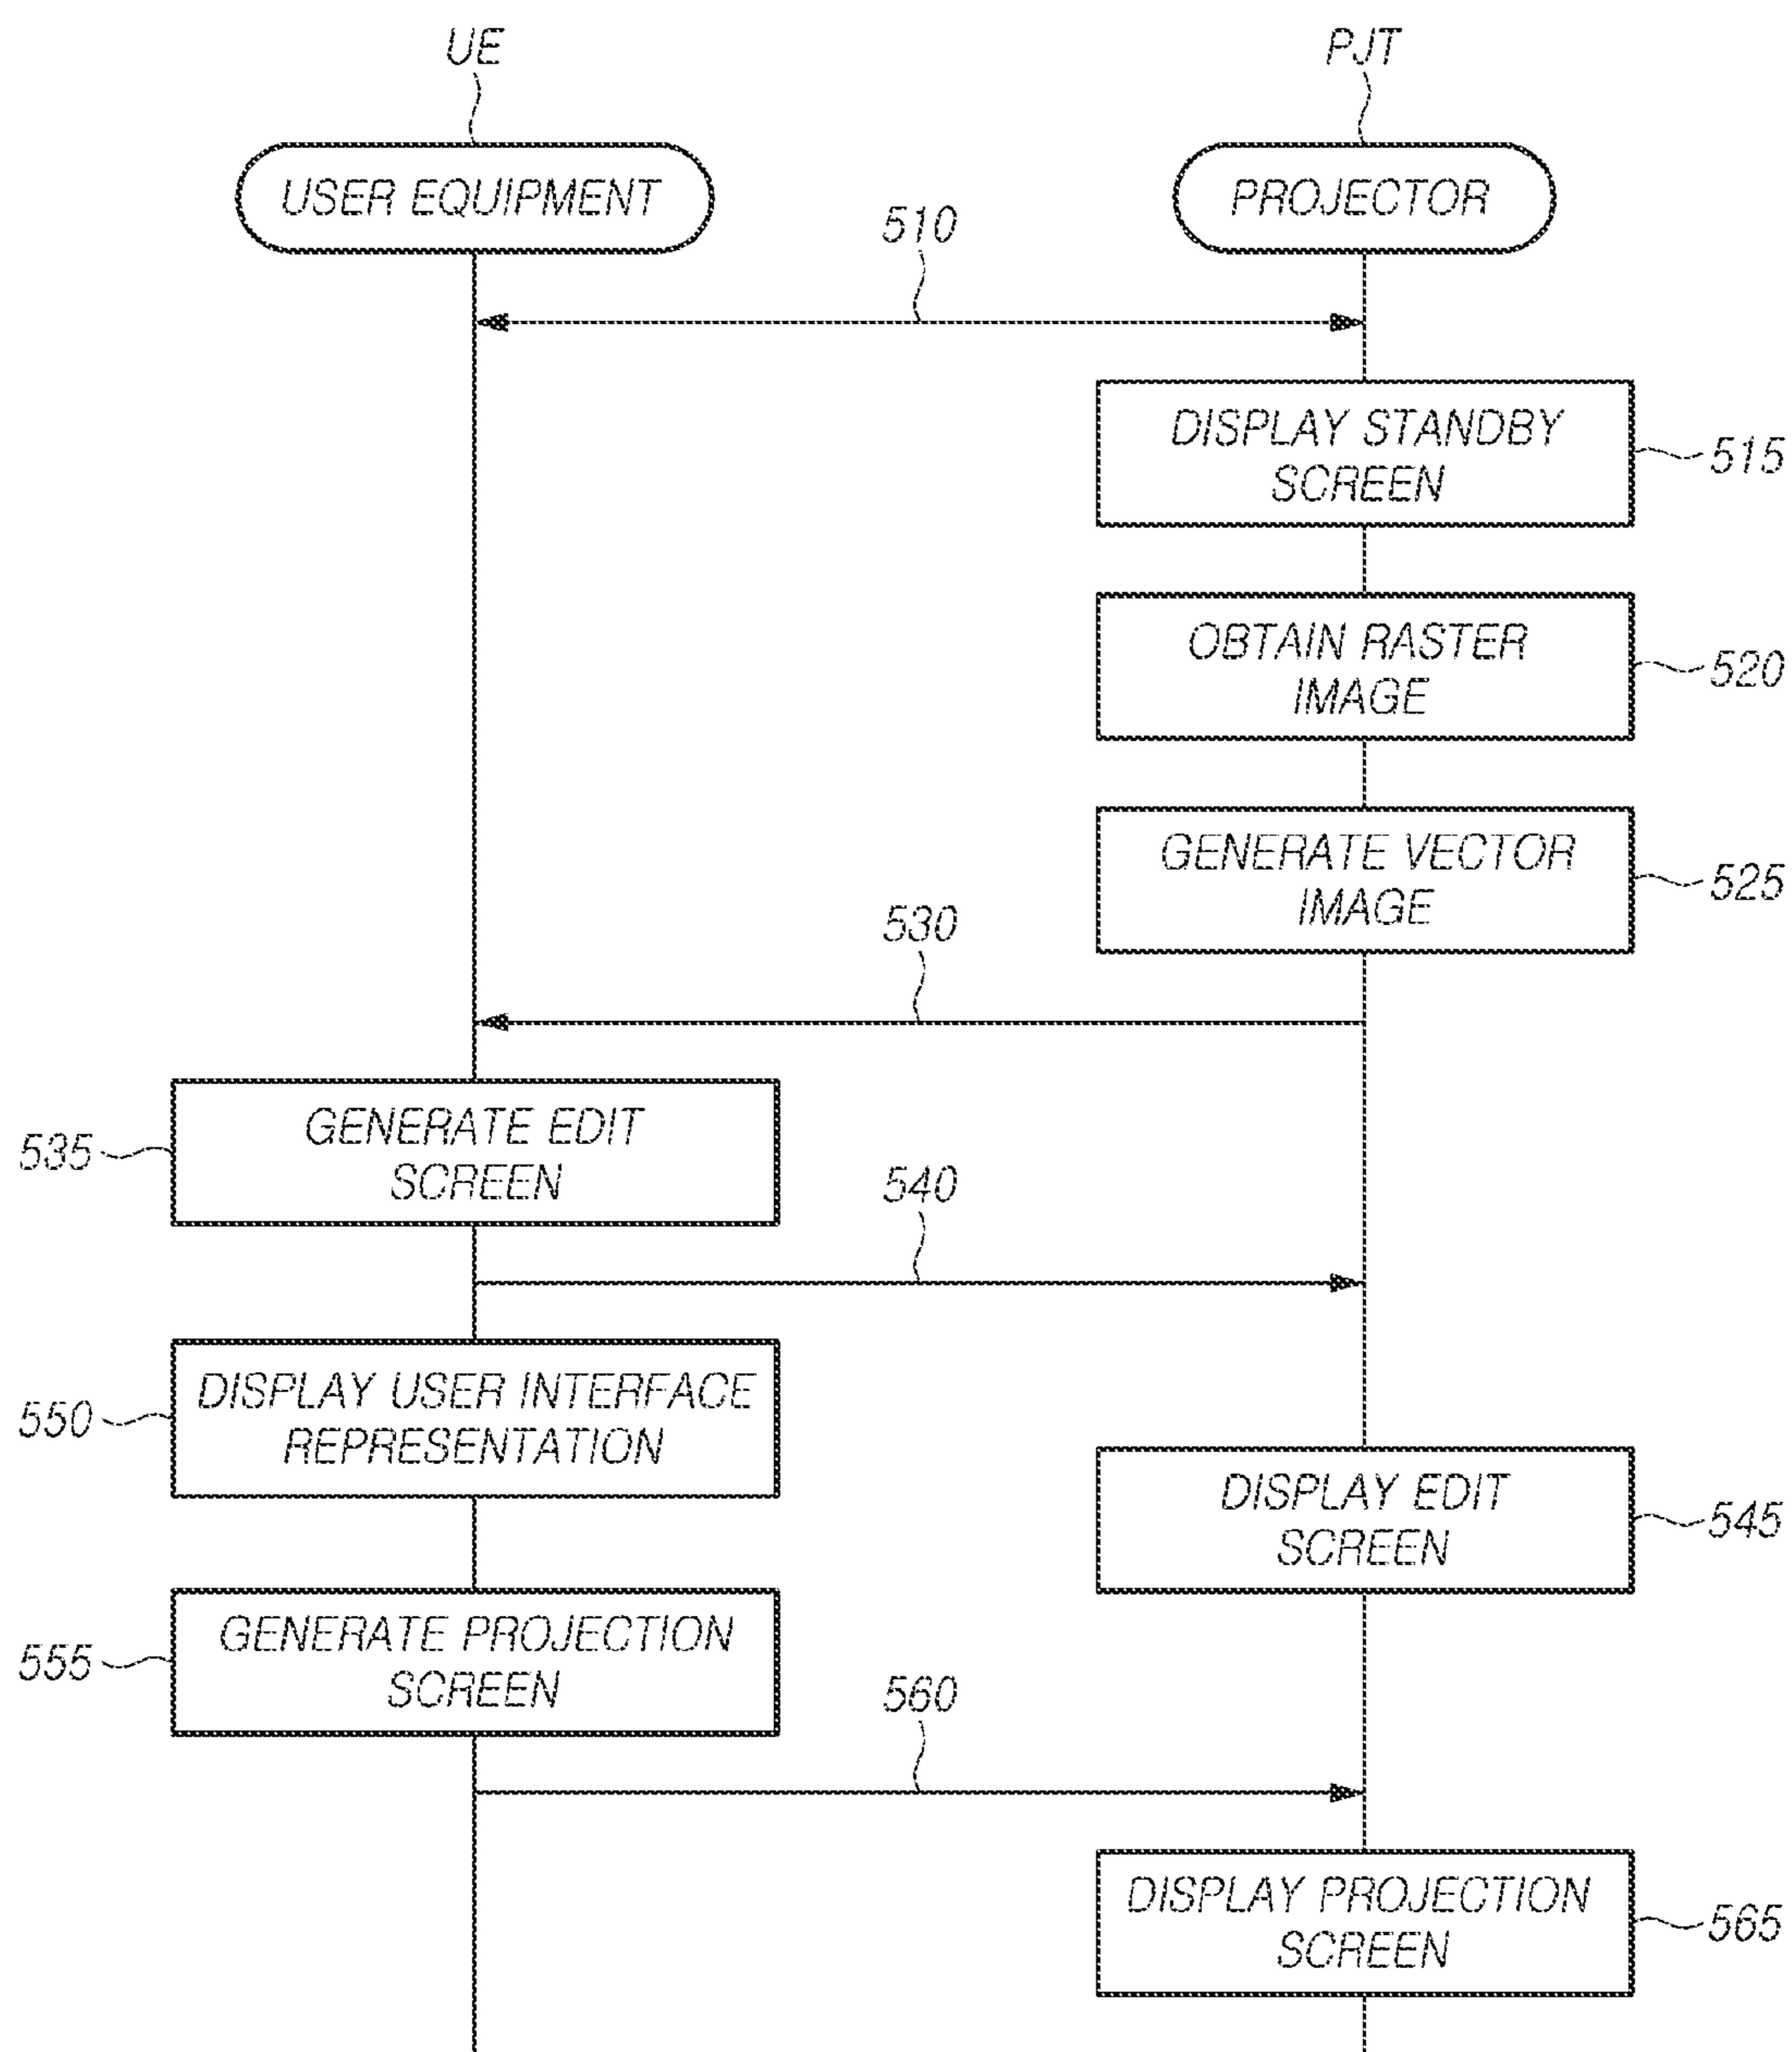 UE
PJT
USER EQUIPMENT
PROJECTOR
510
DISPLAY STANDBY
SCREEN
515
OBTAIN RASTER
IMAGE
520
GENERATE VECTOR
IMAGE
525
530
GENERATE EDIT
SCREEN
535
540
DISPLAY USER INTERFACE
REPRESENTATION
550
DISPLAY EDIT
SCREEN
545
GENERATE PROJECTION
SCREEN
555
560
DISPLAY PROJECTION
SCREEN
565